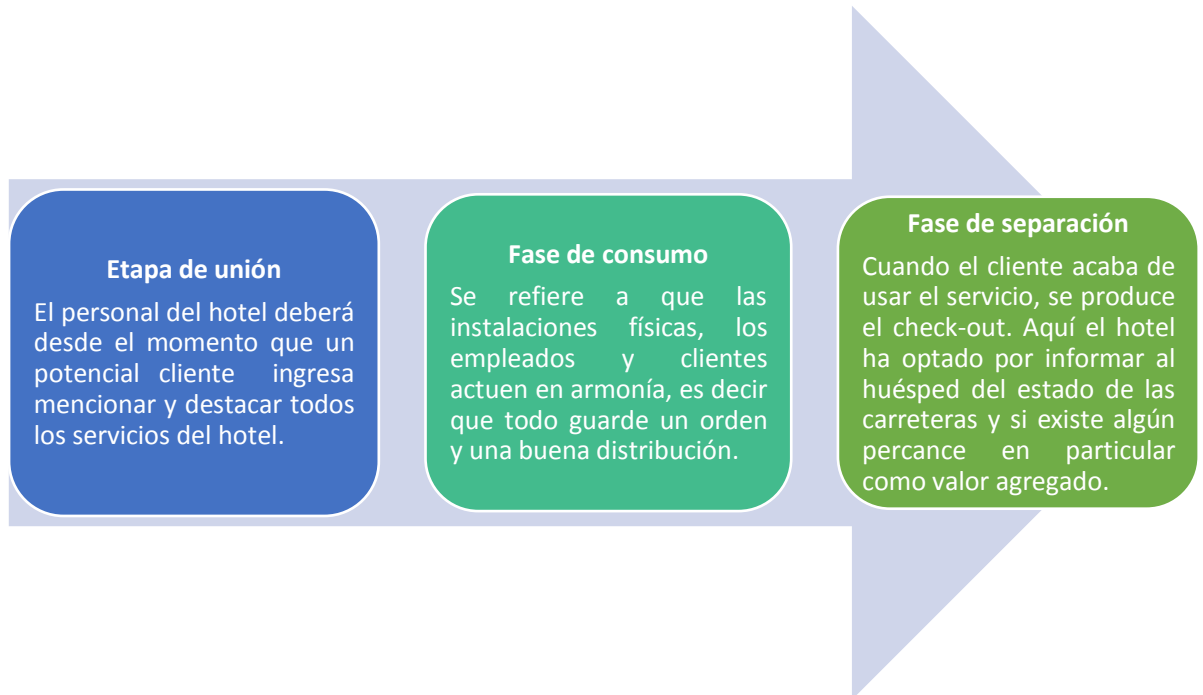 Etapa de unión
El personal del hotel deberá
desde el momento que un
potencial cliente ingresa
mencionar y destacar todos
los servicios del hotel.
Fase de consumo
Se refiere a que las
instalaciones físicas, los
empleados y clientes
actuen en armonía, es decir
que todo guarde un orden
y una buena distribución.
Fase de separación
Cuando el cliente acaba de
usar el servicio, se produce
el check-out. Aquí el hotel
ha optado por informar al
huésped del estado de las
carreteras y si existe algún
percance en particular
como valor agregado.